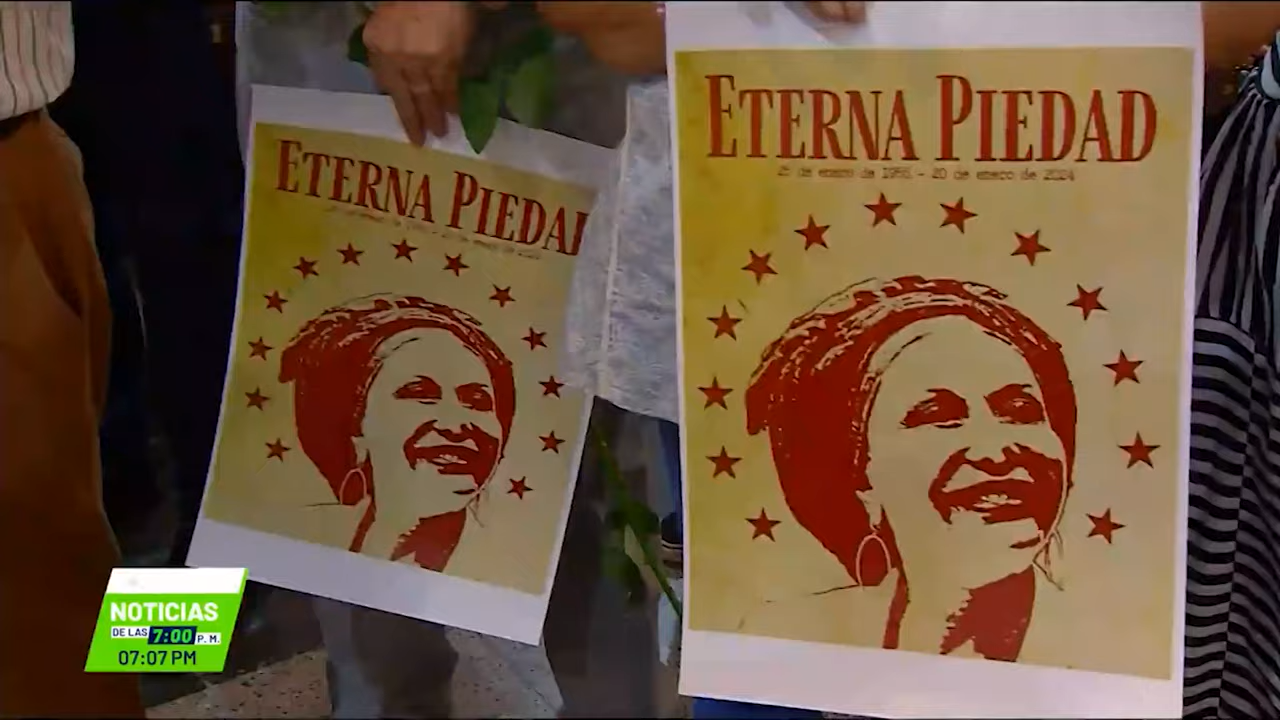 ETERNA PIEDAD
25 de enero de 1955 - 20 de enero de 2024
ETERNA PIEDAD
NOTICIAS
DE LAS 7:00 P. M.
07:07 PM